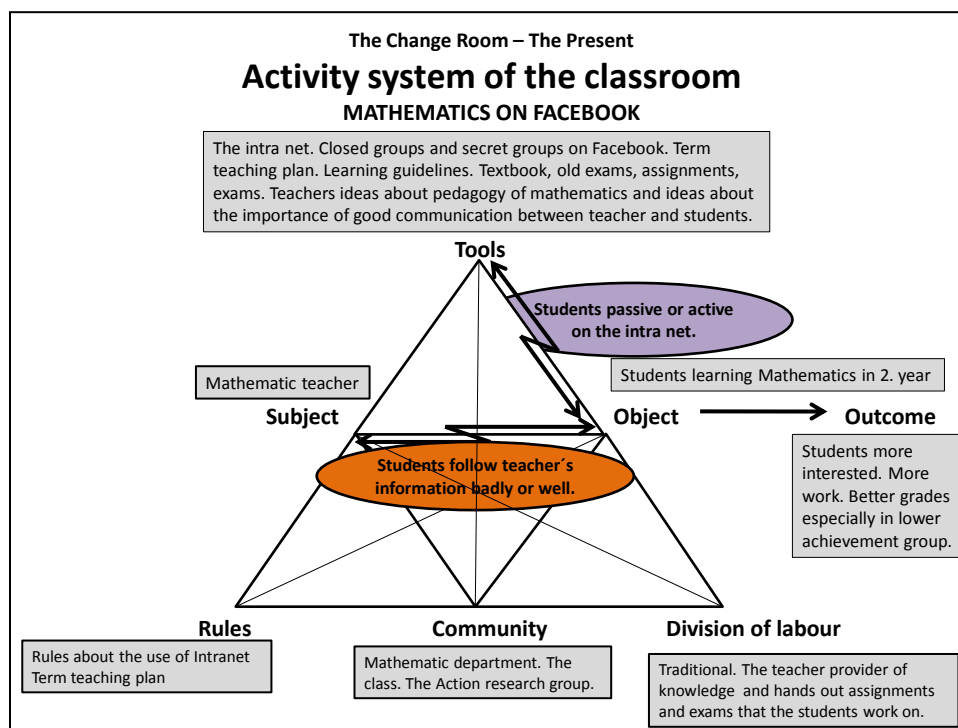 The Change Room – The Present
Activity system of the classroom
MATHEMATICS ON FACEBOOK
The intra net. Closed groups and secret groups on Facebook. Term
teaching plan. Learning guidelines. Textbook, old exams, assignments,
exams. Teachers ideas about pedagogy of mathematics and ideas about
the importance of good communication between teacher and students.
Tools
Students passive or active
on the intra net.
Mathematic teacher
Students learning Mathematics in 2. year
Subject
Object
Outcome
Students follow teacher´s
information badly or well.
Students more
interested. More
work. Better grades
especially in lower
achievement group.
Rules
Community
Division of labour
Rules about the use of Intranet
Term teaching plan
Mathematic department. The
class. The Action research group.
Traditional. The teacher provider of
knowledge and hands out assignments
and exams that the students work on.